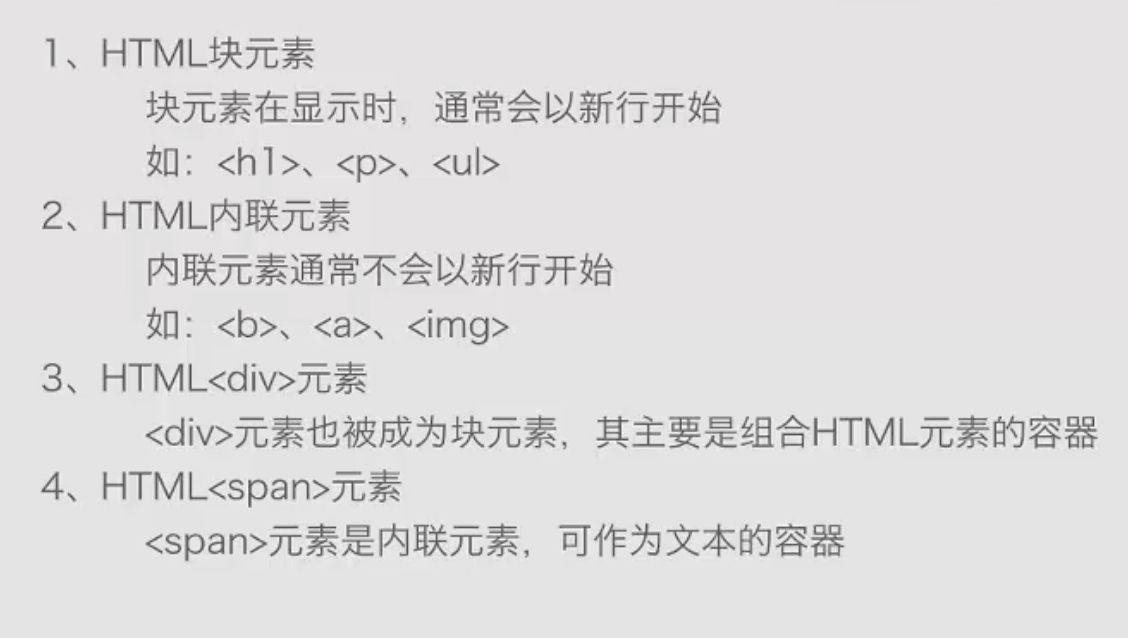 1、HTML块元素
块元素在显示时，通常会以新行开始
如：<h1>、<p>、<ul>
2、HTML内联元素
内联元素通常不会以新行开始
如：<b>、<a>、<img>
3、HTML<div>元素
<div>元素也被成为块元素，其主要是组合HTML元素的容器
4、HTML<span>元素
<span>元素是内联元素，可作为文本的容器